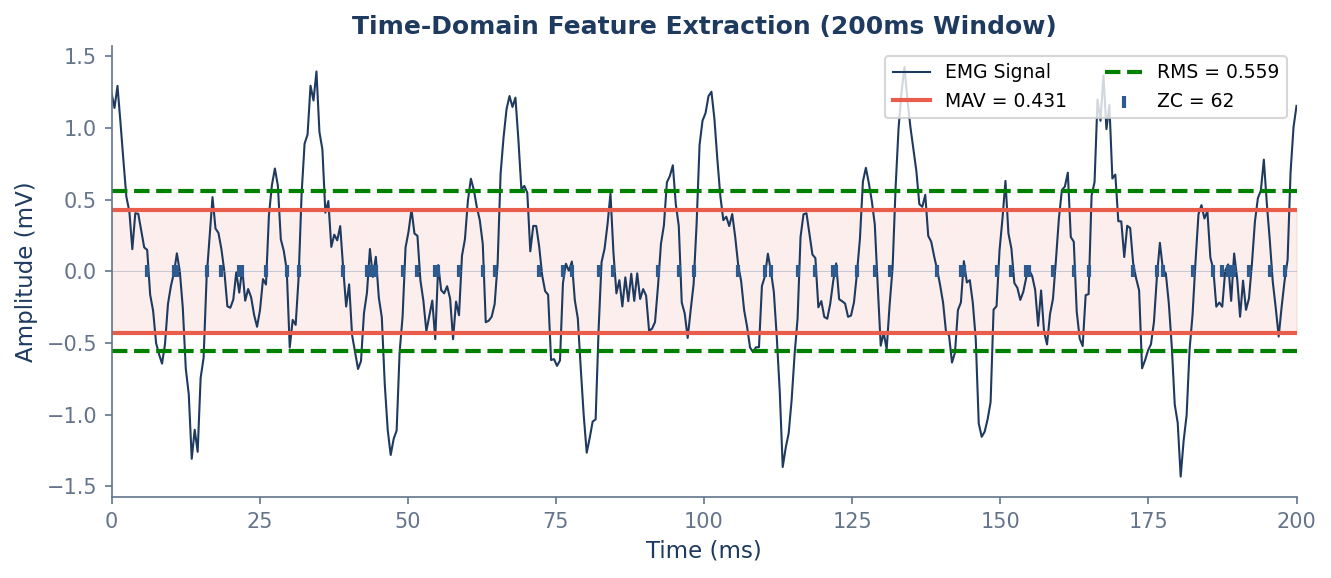 Time-Domain Feature Extraction (200ms Window)
EMG Signal
MAV = 0.431
RMS = 0.559
ZC = 62
Amplitude (mV)
1.5
1.0
0.5
0.0
−0.5
−1.0
−1.5
0 25 50 75 100 125 150 175 200
Time (ms)